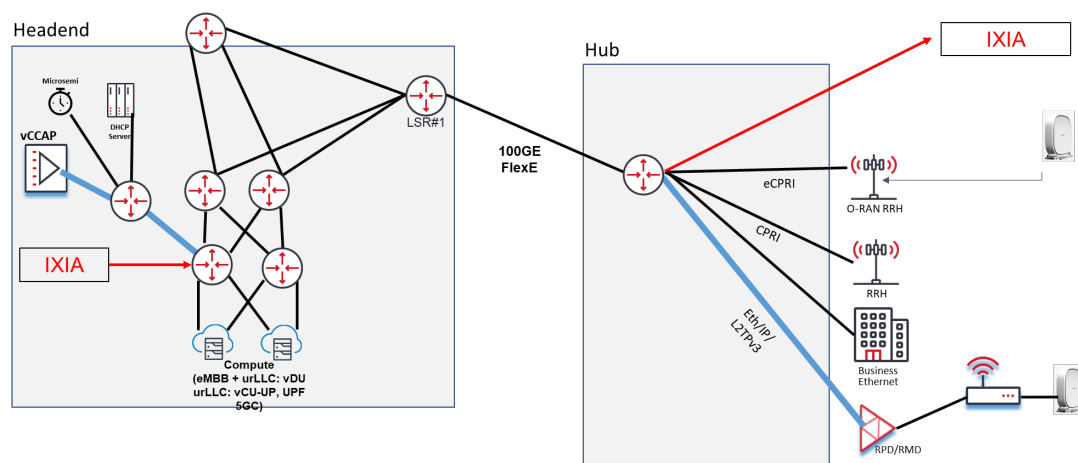 Headend
Hub
IXIA
Microsemi
DHCP
Server
vCCAP
LSR#1
100GE
FlexE
eCPRI
O-RAN RRH
CPRI
RRH
IXIA
Eth/IP/
L2TPv3
Business
Ethernet
Compute
(eMBB + urLLC: vDU
urLLC: vCU-UP, UPF
5GC)
RPD/RMD